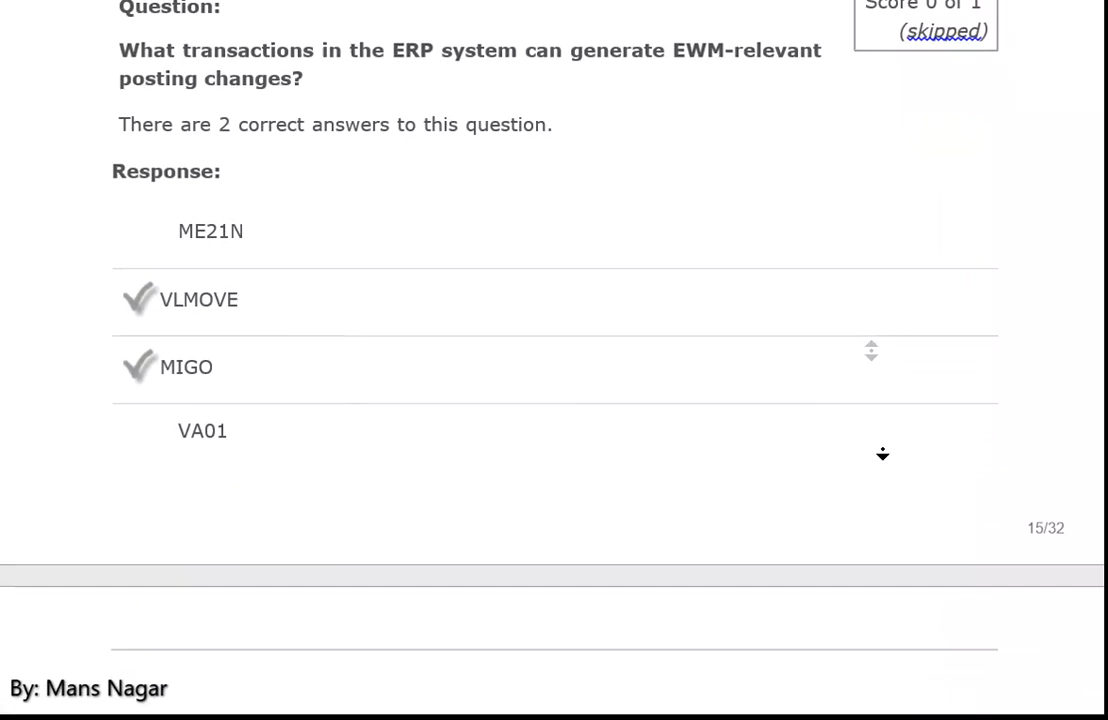 Question:
Score 0 of 1
(skipped)
What transactions in the ERP system can generate EWM-relevant
posting changes?
There are 2 correct answers to this question.
Response:
ME21N
VLMOVE
MIGO
VA01
15/32
By: Mans Nagar